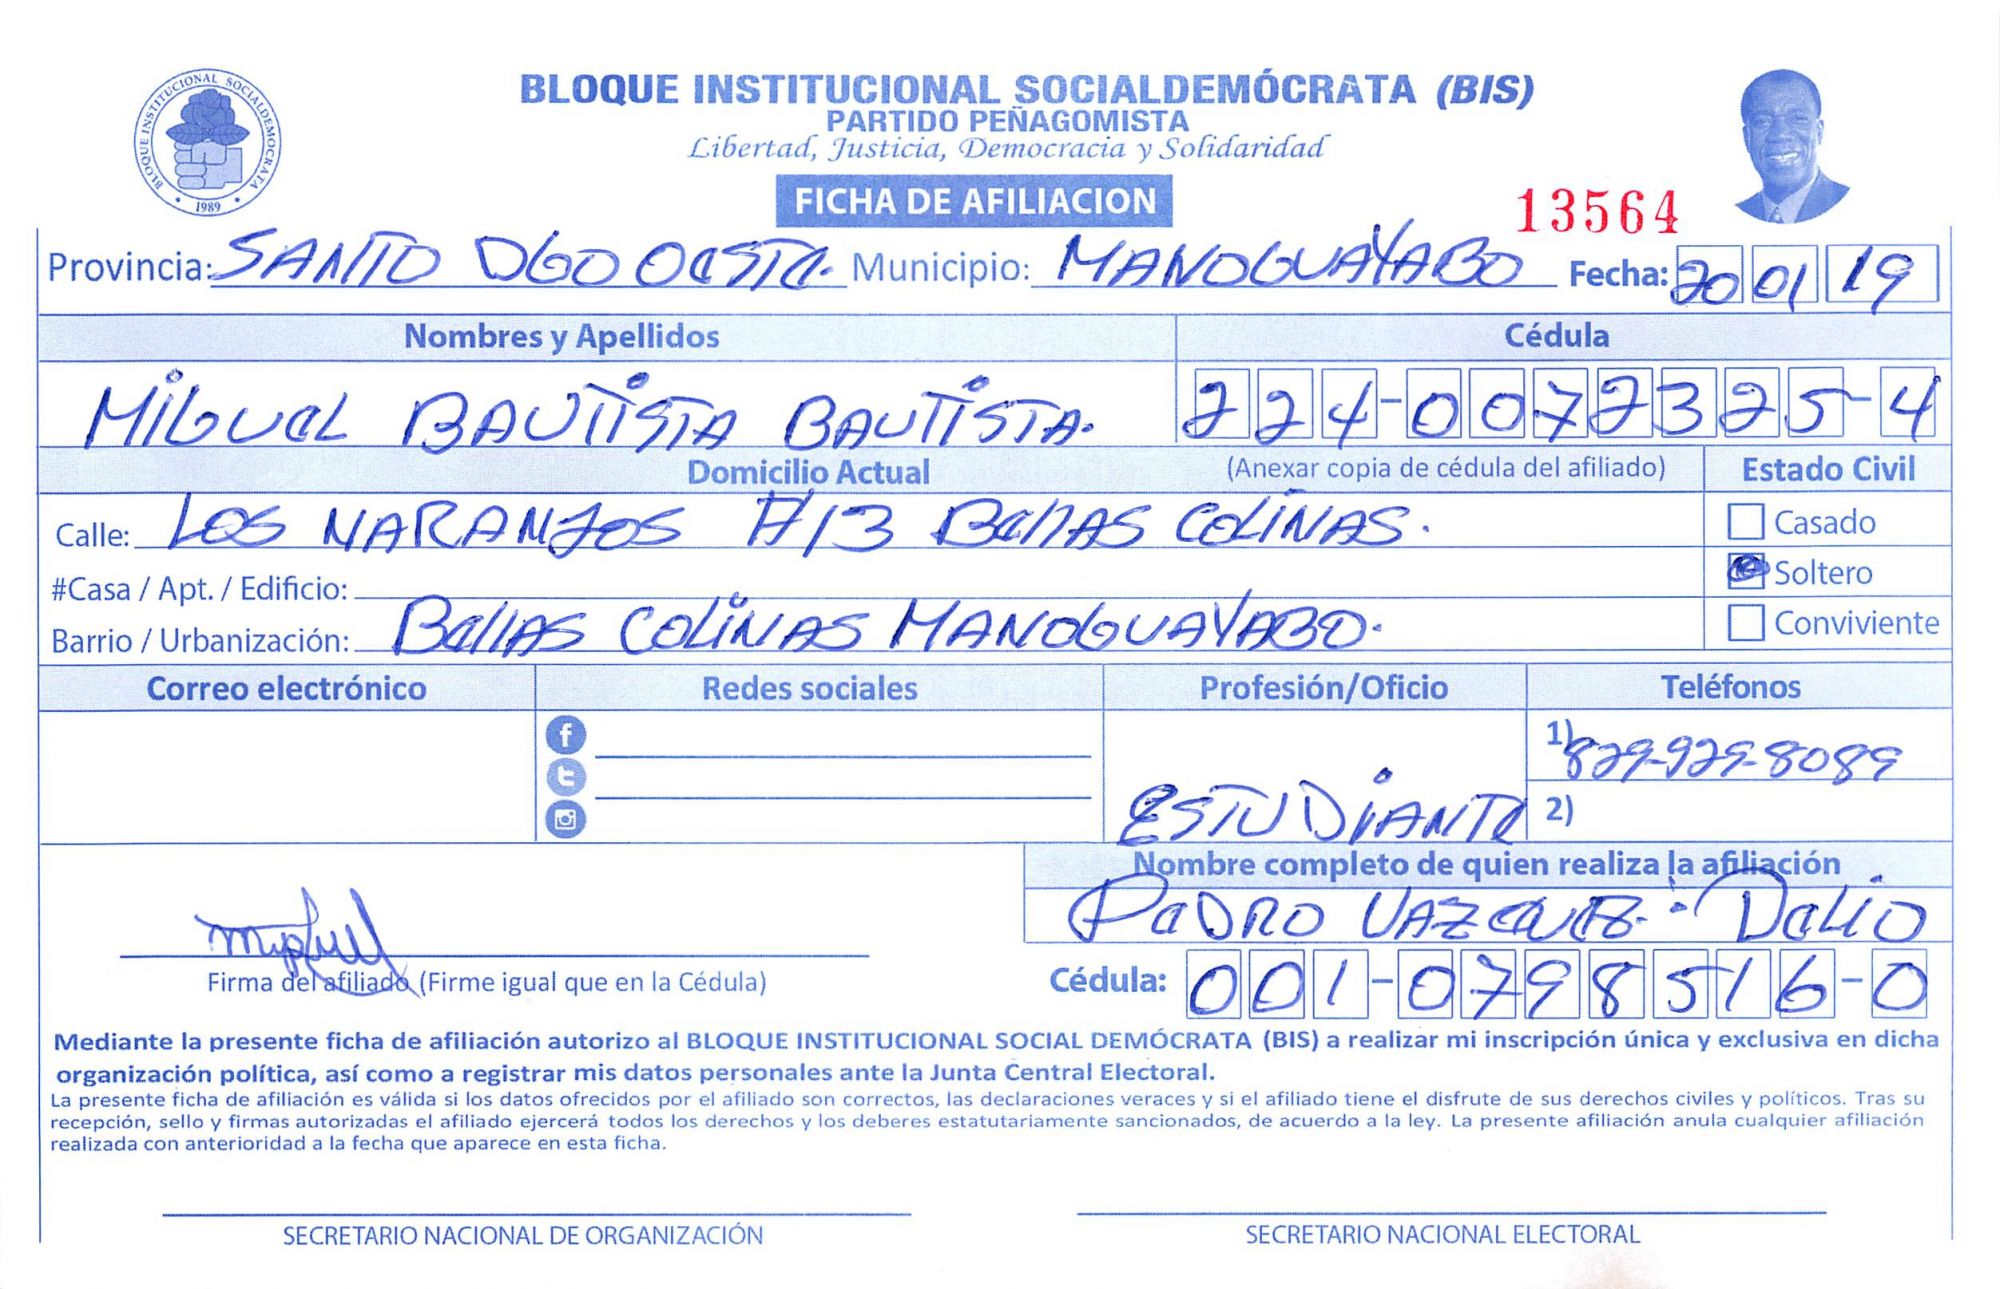 BLOQUE INSTITUCIONAL SOCIALDEMOCRATA
1989
BLOQUE INSTITUCIONAL SOCIALDEMÓCRATA (BIS)
PARTIDO PEÑAGOMISTA
Libertad, Justicia, Democracia y Solidaridad
FICHA DE AFILIACION
13564
Provincia: SANTO DGO OESTE. Municipio: MANOGUAYABO Fecha: 20 01 19
Nombres y Apellidos Cédula
MIGUEL BAUTISTA BAUTISTA. 224-0072325-4
Domicilio Actual (Anexar copia de cédula del afiliado) Estado Civil
Calle: LOS NARANJOS #13 BELLAS COLINAS. Casado
#Casa / Apt. / Edificio: Soltero
Barrio / Urbanización: BELLAS COLINAS MANOGUAYABO. Conviviente
Correo electrónico Redes sociales Profesión/Oficio Teléfonos
1) 829-929-8089
ESTUDIANTE 2)
Nombre completo de quien realiza la afiliación
PEDRO VAZQUEZ
Firma del afiliado (Firme igual que en la Cédula) Cédula: 001-0798516-0
Mediante la presente ficha de afiliación autorizo al BLOQUE INSTITUCIONAL SOCIAL DEMÓCRATA (BIS) a realizar mi inscripción única y exclusiva en dicha
organización política, así como a registrar mis datos personales ante la Junta Central Electoral.
La presente ficha de afiliación es válida si los datos ofrecidos por el afiliado son correctos, las declaraciones veraces y si el afiliado tiene el disfrute de sus derechos civiles y políticos. Tras su
recepción, sello y firmas autorizadas el afiliado ejercerá todos los derechos y los deberes estatutariamente sancionados, de acuerdo a la ley. La presente afiliación anula cualquier afiliación
realizada con anterioridad a la fecha que aparece en esta ficha.
SECRETARIO NACIONAL DE ORGANIZACIÓN SECRETARIO NACIONAL ELECTORAL